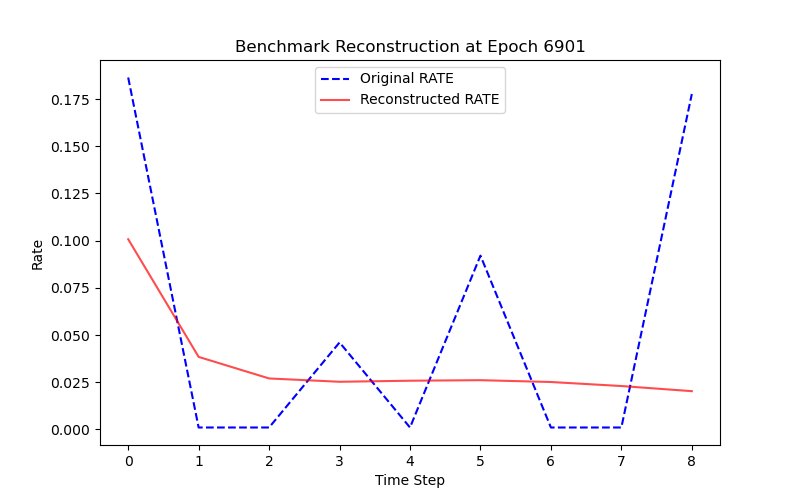 Benchmark Reconstruction at Epoch 6901
Original RATE
Reconstructed RATE
Rate
0.175
0.150
0.125
0.100
0.075
0.050
0.025
0.000
0 1 2 3 4 5 6 7 8
Time Step